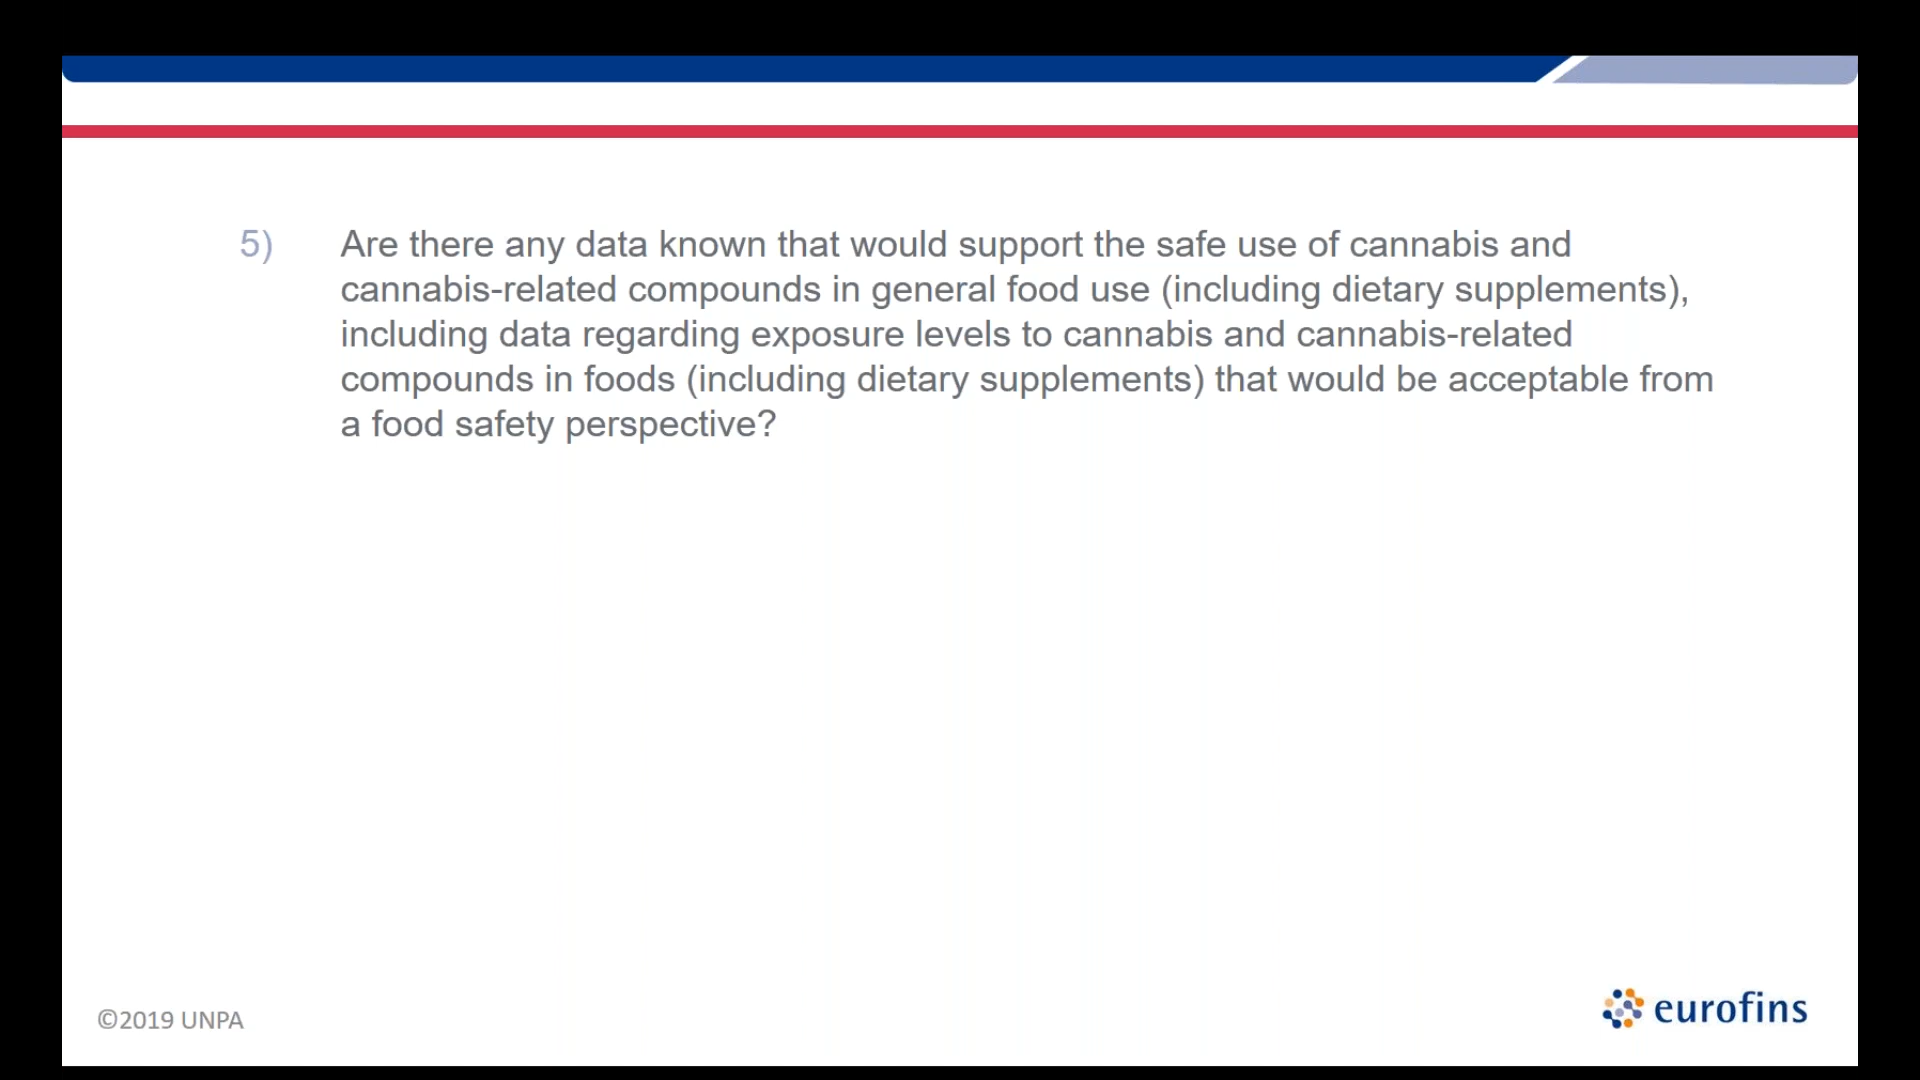 5) Are there any data known that would support the safe use of cannabis and
cannabis-related compounds in general food use (including dietary supplements),
including data regarding exposure levels to cannabis and cannabis-related
compounds in foods (including dietary supplements) that would be acceptable from
a food safety perspective?
©2019 UNPA
eurofins